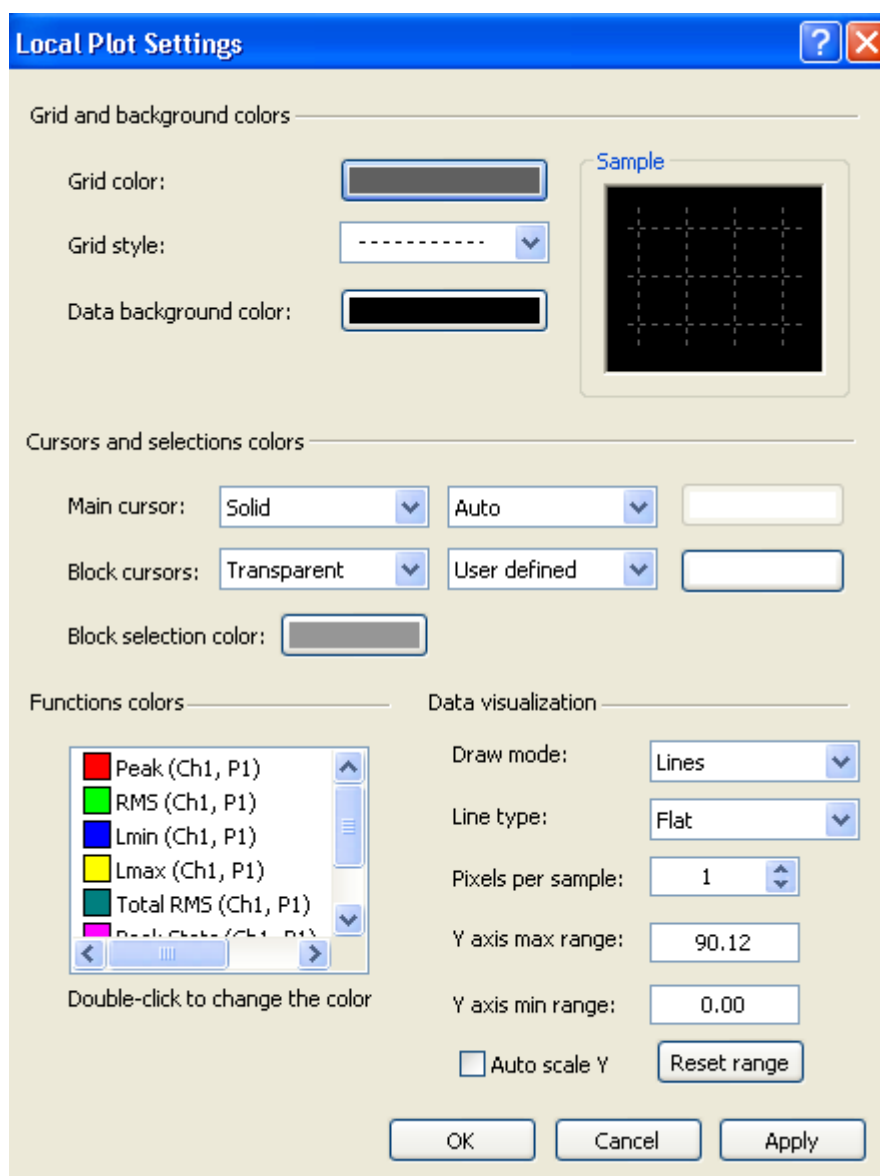 Local Plot Settings
Grid and background colors
Grid color:
Sample
Grid style:
Data background color:
Cursors and selections colors
Main cursor: Solid Auto
Block cursors: Transparent User defined
Block selection color:
Functions colors
Peak (Ch1, P1)
RMS (Ch1, P1)
Lmin (Ch1, P1)
Lmax (Ch1, P1)
Total RMS (Ch1, P1)
Double-click to change the color
Data visualization
Draw mode: Lines
Line type: Flat
Pixels per sample: 1
Y axis max range: 90.12
Y axis min range: 0.00
Auto scale Y Reset range
OK Cancel Apply